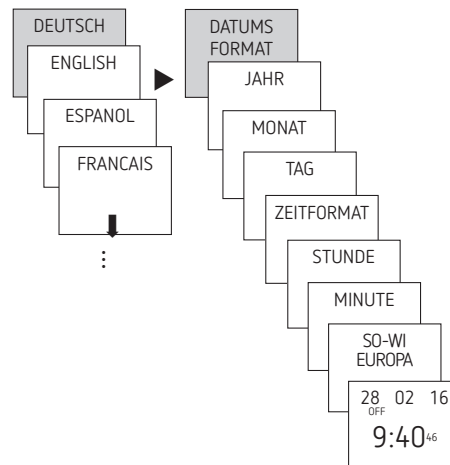 DEUTSCH
ENGLISH
ESPANOL
FRANCAIS
⋮
DATUMS
FORMAT
JAHR
MONAT
TAG
ZEITFORMAT
STUNDE
MINUTE
SO-WI
EUROPA
28 02 16
OFF
9:40 46